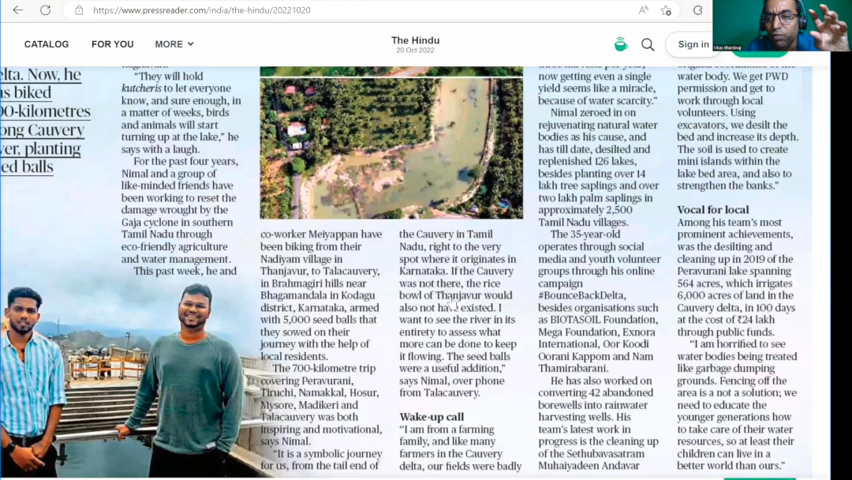 https://www.pressreader.com/india/the-hindu/20221020
CATALOG
FOR YOU
MORE
The Hindu
20 Oct 2022
Sign in
elta. Now, he
as biked
00-kilometres
ong Cauvery
ver, planting
ed balls
"They will hold
kutcheris to let everyone
know, and sure enough, in
a matter of weeks, birds
and animals will start
turning up at the lake," he
says with a laugh.
For the past four years,
Nimal and a group of
like-minded friends have
been working to reset the
damage wrought by the
Gaja cyclone in southern
Tamil Nadu through
eco-friendly agriculture
and water management.
This past week, he and
co-worker Meiyappan have
been biking from their
Nadiyam village in
Thanjavur, to Talacauvery,
in Brahmagiri hills near
Bhagamandala in Kodagu
district, Karnataka, armed
with 5,000 seed balls that
they sowed on their
journey with the help of
local residents.
The 700-kilometre trip
covering Peravurani,
Tiruchi, Namakkal, Hosur,
Mysore, Madikeri and
Talacauvery was both
inspiring and motivational,
says Nimal.
"It is a symbolic journey
for us, from the tail end of
the Cauvery in Tamil
Nadu, right to the very
spot where it originates in
Karnataka. If the Cauvery
was not there, the rice
bowl of Thanjavur would
also not have existed. I
want to see the river in its
entirety to assess what
more can be done to keep
it flowing. The seed balls
were a useful addition,"
says Nimal, over phone
from Talacauvery.
Wake-up call
"I am from a farming
family, and like many
farmers in the Cauvery
delta, our fields were badly
now getting even a single
yield seems like a miracle,
because of water scarcity."
Nimal zeroed in on
rejuvenating natural water
bodies as his cause, and
has till date, desilted and
replenished 126 lakes,
besides planting over 14
lakh tree saplings and over
two lakh palm saplings in
approximately 2,500
Tamil Nadu villages.
The 35-year-old
operates through social
media and youth volunteer
groups through his online
campaign
#BounceBackDelta,
besides organisations such
as BIOTASOIL Foundation,
Mega Foundation, Exnora
International, Oor Koodi
Oorani Kappom and Nam
Thamirabarani.
He has also worked on
converting 42 abandoned
borewells into rainwater
harvesting wells. His
team's latest work in
progress is the cleaning up
of the Sethubavasatram
Muhaiyadeen Andavar
water body. We get PWD
permission and get to
work through local
volunteers. Using
excavators, we desilt the
bed and increase its depth.
The soil is used to create
mini islands within the
lake bed area, and also to
strengthen the banks."
Vocal for local
Among his team's most
prominent achievements,
was the desilting and
cleaning up in 2019 of the
Peravurani lake spanning
564 acres, which irrigates
6,000 acres of land in the
Cauvery delta, in 100 days
at the cost of ₹24 lakh
through public funds.
"I am horrified to see
water bodies being treated
like garbage dumping
grounds. Fencing off the
area is a not a solution; we
need to educate the
younger generations how
to take care of their water
resources, so at least their
children can live in a
better world than ours."